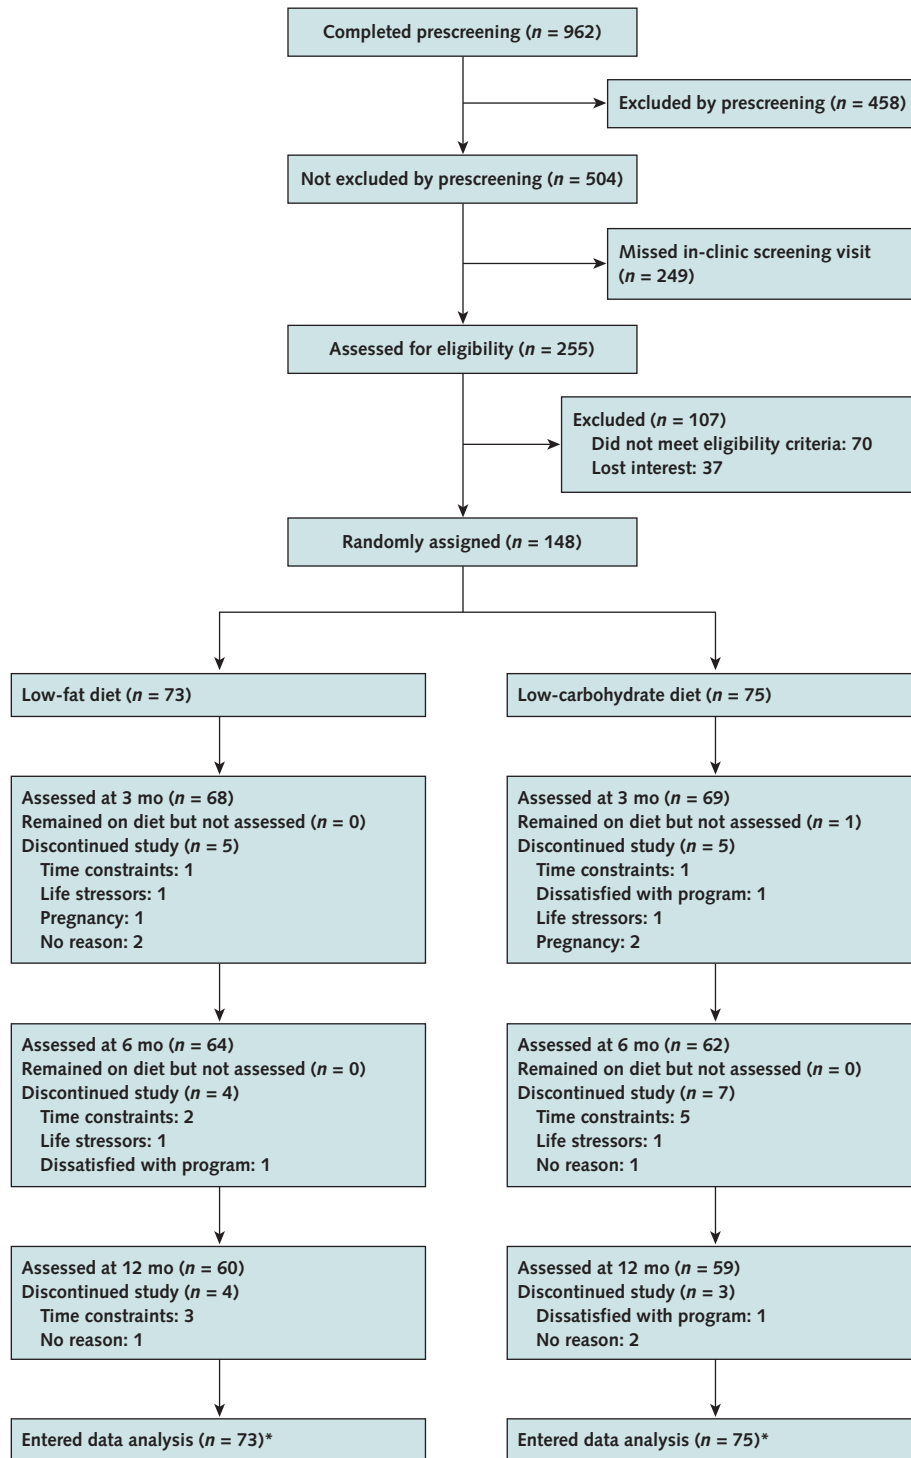 Completed prescreening (n = 962)
Excluded by prescreening (n = 458)
Not excluded by prescreening (n = 504)
Missed in-clinic screening visit
(n = 249)
Assessed for eligibility (n = 255)
Excluded (n = 107)
Did not meet eligibility criteria: 70
Lost interest: 37
Randomly assigned (n = 148)
Low-fat diet (n = 73)
Low-carbohydrate diet (n = 75)
Assessed at 3 mo (n = 68)
Remained on diet but not assessed (n = 0)
Discontinued study (n = 5)
Time constraints: 1
Life stressors: 1
Pregnancy: 1
No reason: 2
Assessed at 3 mo (n = 69)
Remained on diet but not assessed (n = 1)
Discontinued study (n = 5)
Time constraints: 1
Dissatisfied with program: 1
Life stressors: 1
Pregnancy: 2
Assessed at 6 mo (n = 64)
Remained on diet but not assessed (n = 0)
Discontinued study (n = 4)
Time constraints: 2
Life stressors: 1
Dissatisfied with program: 1
Assessed at 6 mo (n = 62)
Remained on diet but not assessed (n = 0)
Discontinued study (n = 7)
Time constraints: 5
Life stressors: 1
No reason: 1
Assessed at 12 mo (n = 60)
Discontinued study (n = 4)
Time constraints: 3
No reason: 1
Assessed at 12 mo (n = 59)
Discontinued study (n = 3)
Dissatisfied with program: 1
No reason: 2
Entered data analysis (n = 73)*
Entered data analysis (n = 75)*